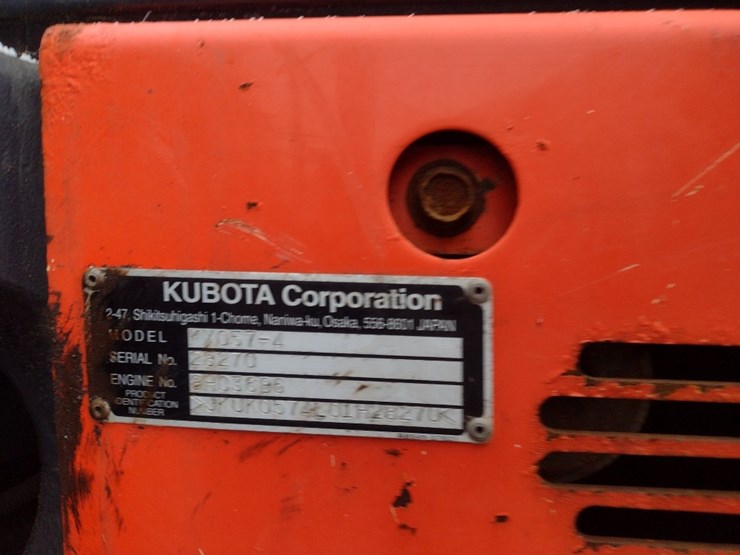 KUBOTA Corporation
2-47, Shikitsuhigashi 1-Chome, Naniwa-ku, Osaka, 556-8601 JAPAN
MODEL KX057-4
SERIAL No. 28270
ENGINE No.
PRODUCT
IDENTIFICATION
NUMBER